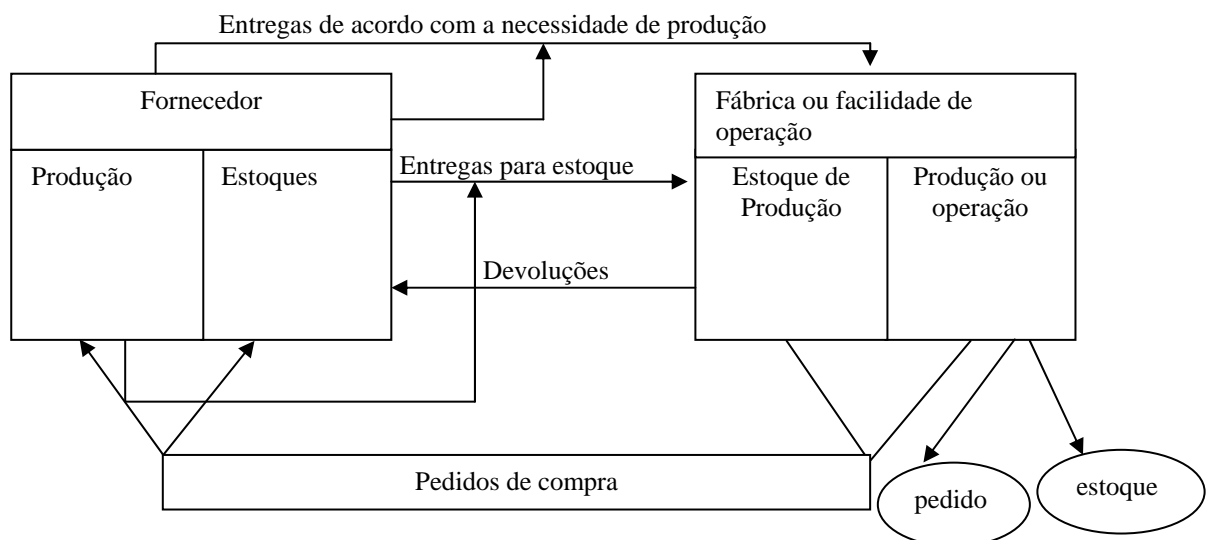 Entregas de acordo com a necessidade de produção
Fornecedor
Fábrica ou facilidade de
operação
Produção
Estoques
Entregas para estoque
Estoque de
Produção
Produção ou
operação
Devoluções
Pedidos de compra
pedido
estoque